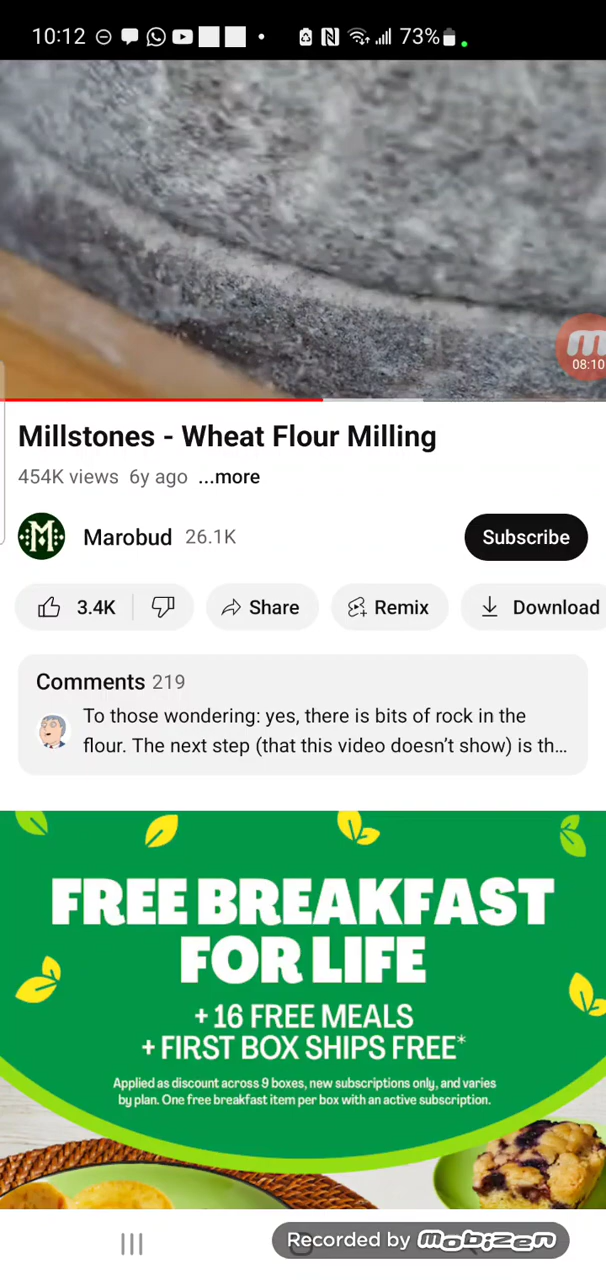 10:12 73%
08:10
Millstones - Wheat Flour Milling
454K views 6y ago ...more
M Marobud 26.1K Subscribe
3.4K Share Remix Download
Comments 219
To those wondering: yes, there is bits of rock in the
flour. The next step (that this video doesn't show) is th...
FREE BREAKFAST
FOR LIFE
+ 16 FREE MEALS
+ FIRST BOX SHIPS FREE*
Applied as discount across 9 boxes, new subscriptions only, and varies
by plan. One free breakfast item per box with an active subscription.
Recorded by mobizen